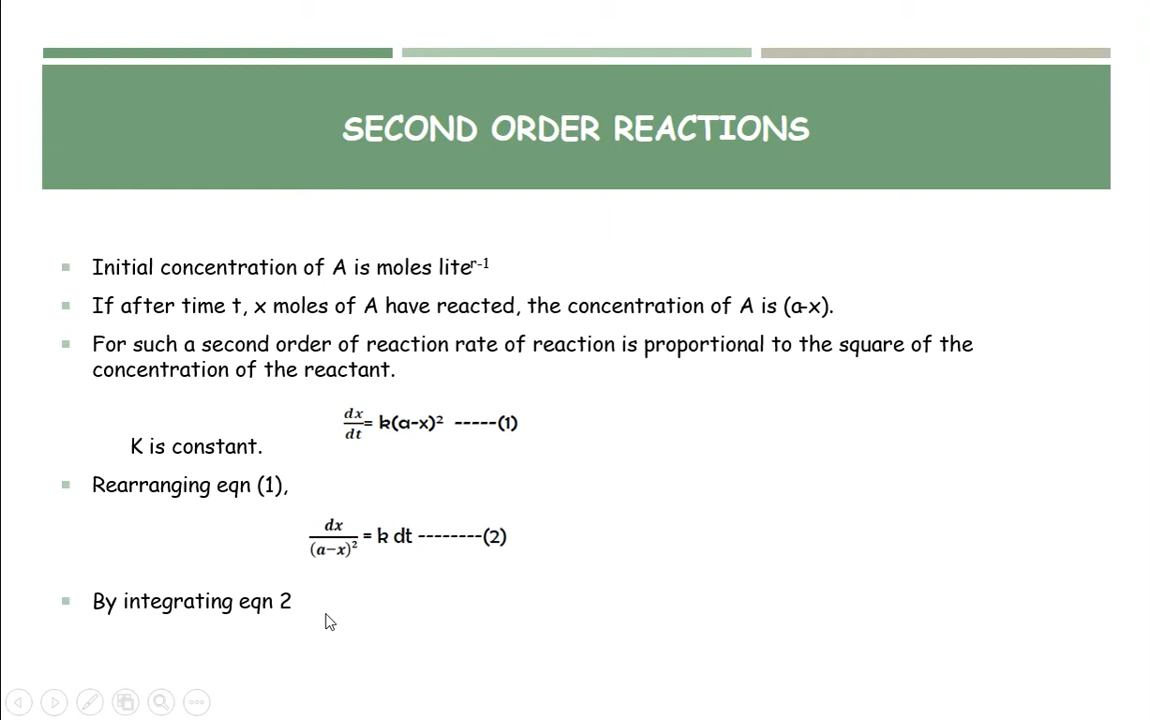 SECOND ORDER REACTIONS
Initial concentration of A is moles liteʳ⁻¹
If after time t, x moles of A have reacted, the concentration of A is (a-x).
For such a second order of reaction rate of reaction is proportional to the square of the
concentration of the reactant.
dx/dt = k(a-x)² -----(1)
K is constant.
Rearranging eqn (1),
dx/(a−x)² = k dt --------(2)
By integrating eqn 2